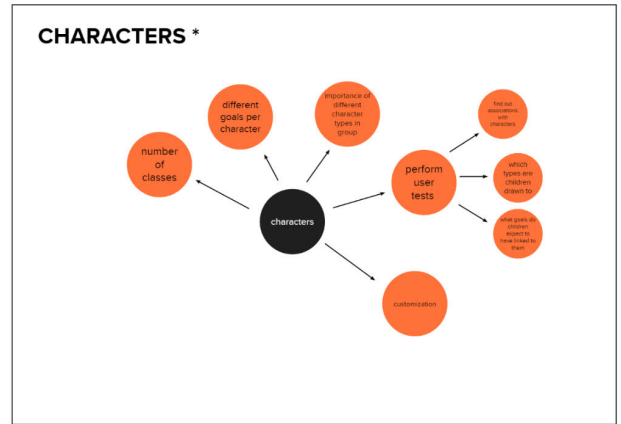 CHARACTERS *
number
of
classes
different
goals per
character
importance of
different
character
types in
group
characters
perform
user
tests
find out
associations
with
characters
which
types are
children
drawn to
what goals do
children
expect to
have linked to
them
customization